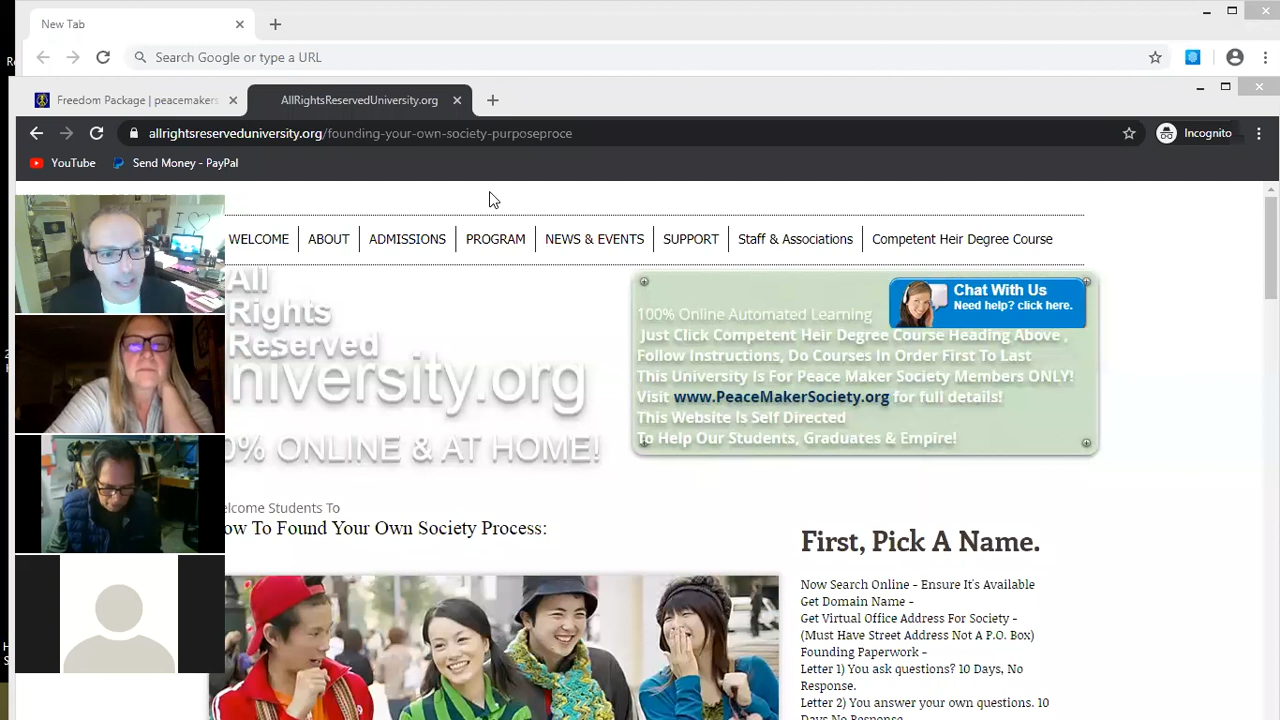 New Tab
Search Google or type a URL
Freedom Package | peacemakers
AllRightsReservedUniversity.org
allrightsreserveduniversity.org/founding-your-own-society-purposeproce
Incognito
YouTube
Send Money - PayPal
WELCOME
ABOUT
ADMISSIONS
PROGRAM
NEWS & EVENTS
SUPPORT
Staff & Associations
Competent Heir Degree Course
All
Rights
Reserved
niversity.org
0% ONLINE & AT HOME!
Chat With Us
Need help? click here.
100% Online Automated Learning
Just Click Competent Heir Degree Course Heading Above ,
Follow Instructions, Do Courses In Order First To Last
This University Is For Peace Maker Society Members ONLY!
Visit www.PeaceMakerSociety.org for full details!
This Website Is Self Directed
To Help Our Students, Graduates & Empire!
elcome Students To
ow To Found Your Own Society Process:
First, Pick A Name.
Now Search Online - Ensure It's Available
Get Domain Name -
Get Virtual Office Address For Society -
(Must Have Street Address Not A P.O. Box)
Founding Paperwork -
Letter 1) You ask questions? 10 Days, No
Response.
Letter 2) You answer your own questions. 10
Days No Response